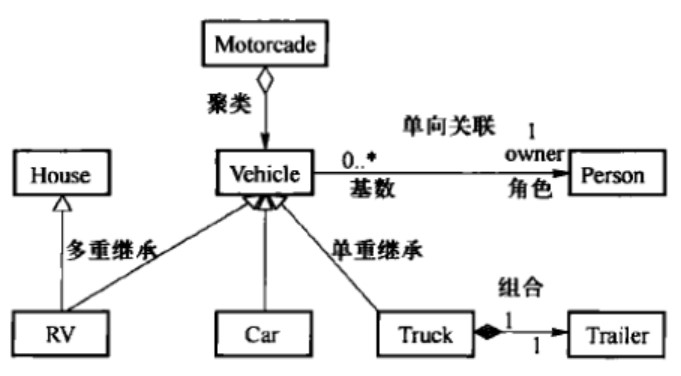 Motorcade
聚类
单向关联
1
House
Vehicle
0..*
owner
Person
基数
角色
多重继承
单重继承
组合
RV
Car
Truck
1
1
Trailer